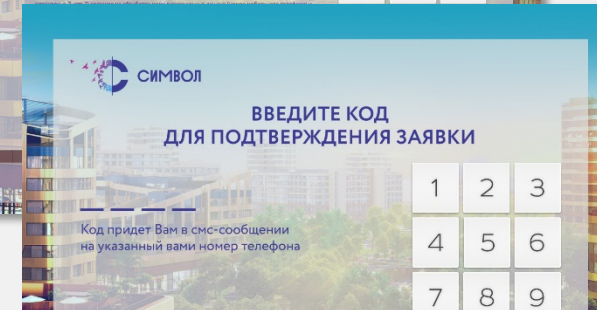 СИМВОЛ
ВВЕДИТЕ КОД
ДЛЯ ПОДТВЕРЖДЕНИЯ ЗАЯВКИ
1 2 3
Код придет Вам в смс-сообщении
на указанный вами номер телефона
4 5 6
7 8 9